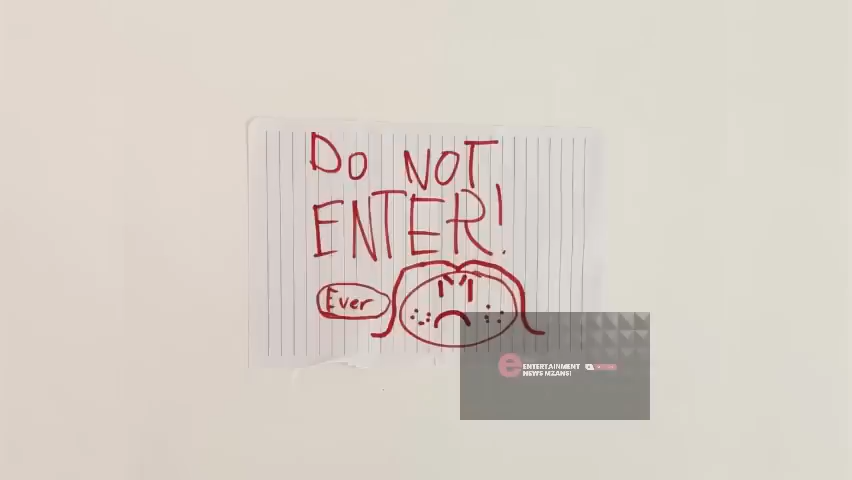 DO NOT
ENTER!
Ever
ENTERTAINMENT
NEWS MZANSI